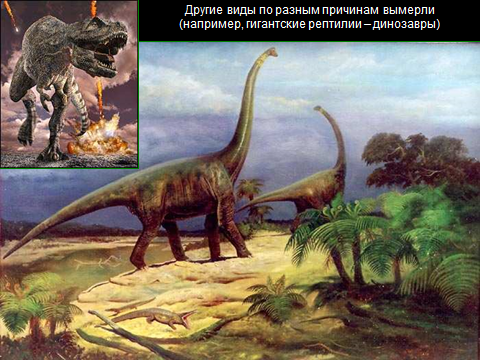 Другие виды по разным причинам вымерли
(например, гигантские рептилии – динозавры)